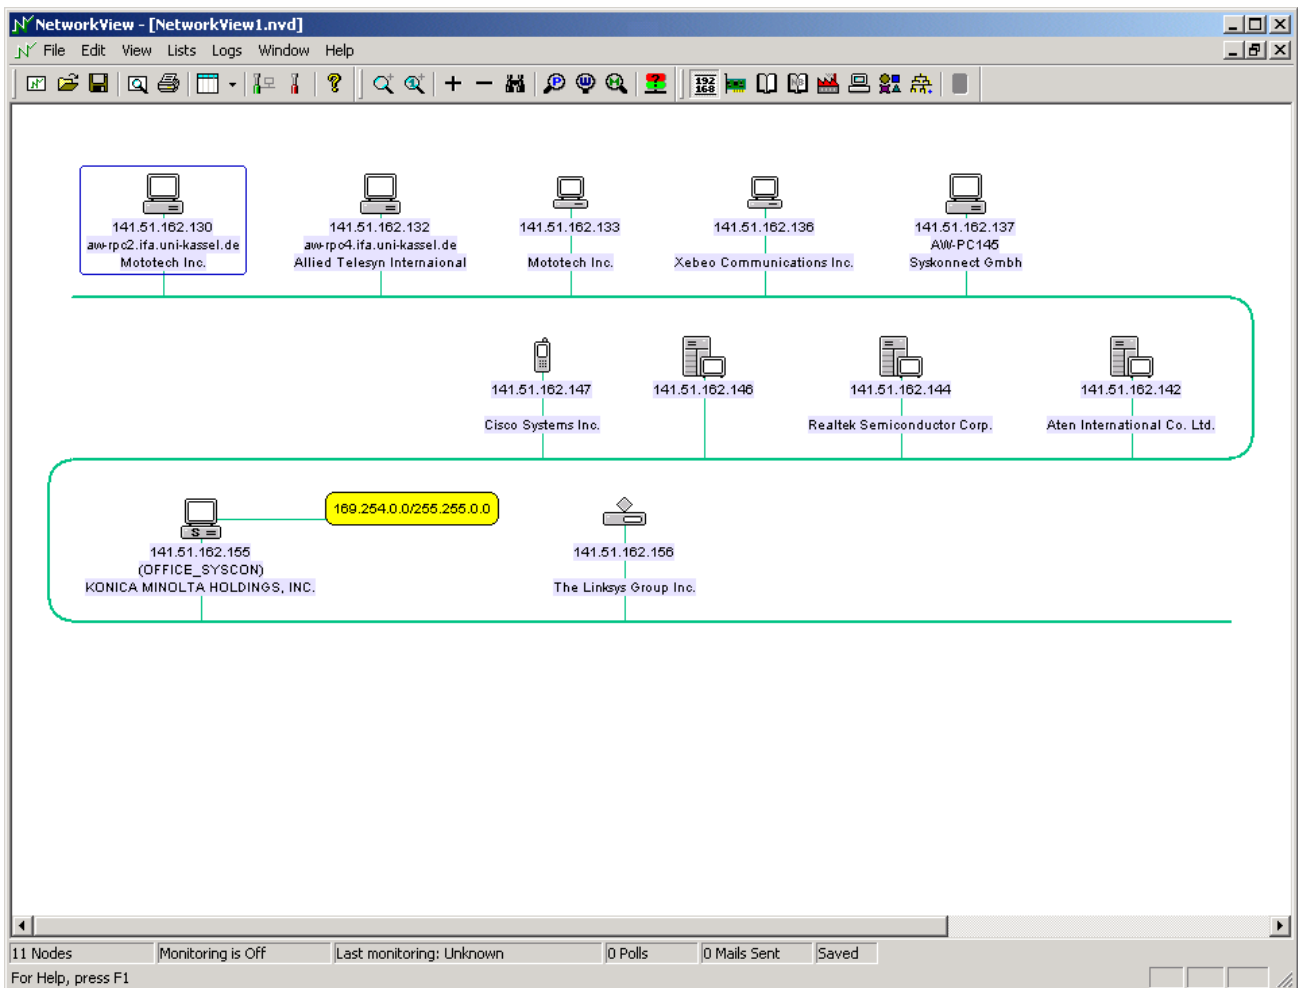 NetworkView - [NetworkView1.nvd]
File Edit View Lists Logs Window Help
192
168
141.51.162.130
aw-rpc2.ifa.uni-kassel.de
Mototech Inc.
141.51.162.132
aw-rpc4.ifa.uni-kassel.de
Allied Telesyn Internaional
141.51.162.133
Mototech Inc.
141.51.162.136
Xebeo Communications Inc.
141.51.162.137
AW-PC145
Syskonnect Gmbh
141.51.162.147
Cisco Systems Inc.
141.51.162.146
141.51.162.144
Realtek Semiconductor Corp.
141.51.162.142
Aten International Co. Ltd.
169.254.0.0/255.255.0.0
S
141.51.162.155
(OFFICE_SYSCON)
KONICA MINOLTA HOLDINGS, INC.
141.51.162.156
The Linksys Group Inc.
11 Nodes Monitoring is Off Last monitoring: Unknown 0 Polls 0 Mails Sent Saved
For Help, press F1